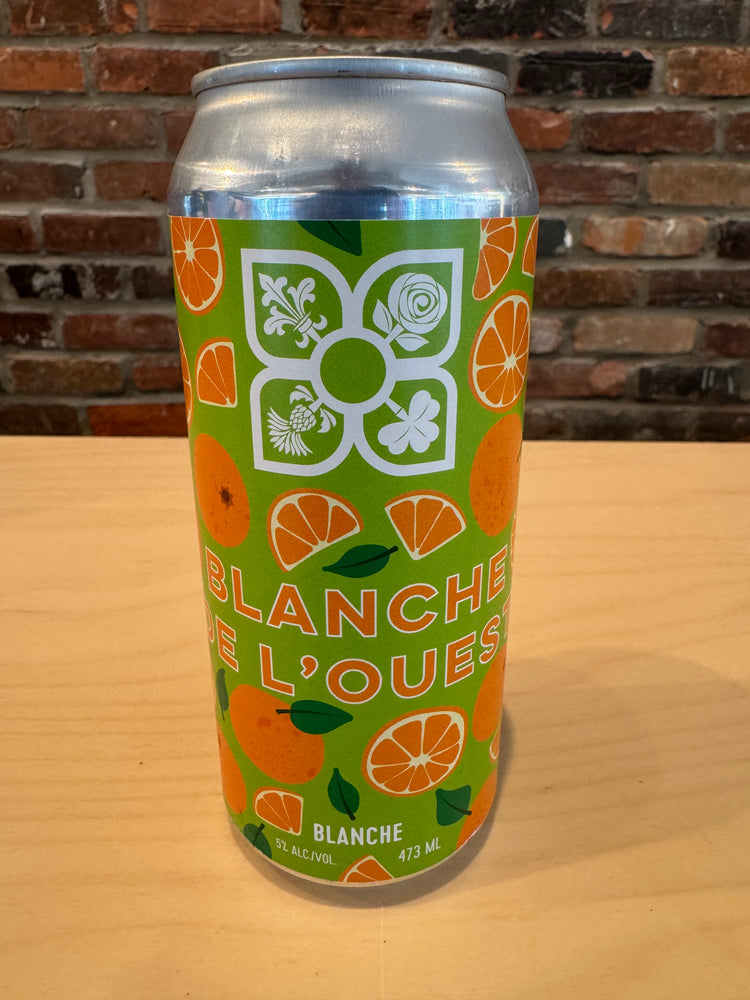 BLANCHE
DE L'OUEST
BLANCHE
5% ALC./VOL.
473 ML